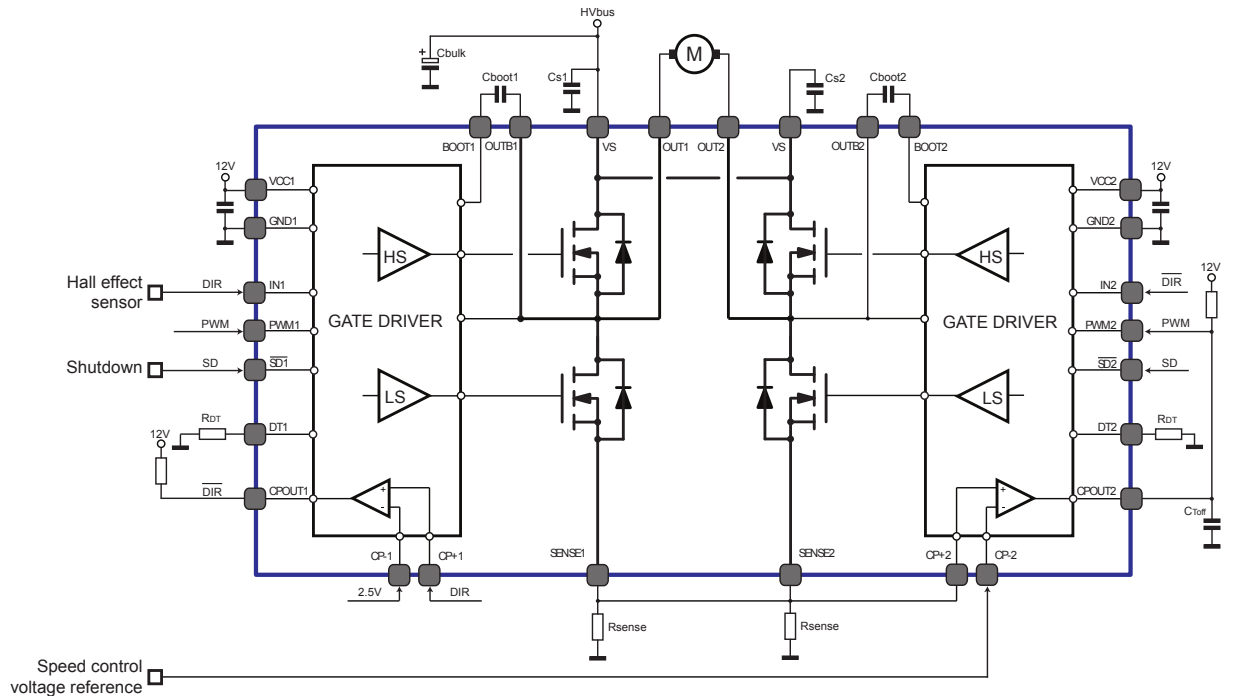 HVbus
+
Cbulk
Cs1
M
Cs2
Cboot1
Cboot2
BOOT1
OUTB1
VS
OUT1
OUT2
VS
OUTB2
BOOT2
12V
VCC1
GND1
HS
HS
12V
VCC2
GND2
Hall effect
sensor
DIR
IN1
IN2
DIR
12V
PWM
PWM1
GATE DRIVER
GATE DRIVER
PWM2
PWM
Shutdown
SD
SD1
SD2
SD
LS
LS
12V
RDT
DT1
DT2
RDT
DIR
CPOUT1
+
-
+
-
CPOUT2
CToff
CP-1
CP+1
SENSE1
SENSE2
CP+2
CP-2
2.5V
DIR
Rsense
Rsense
Speed control
voltage reference